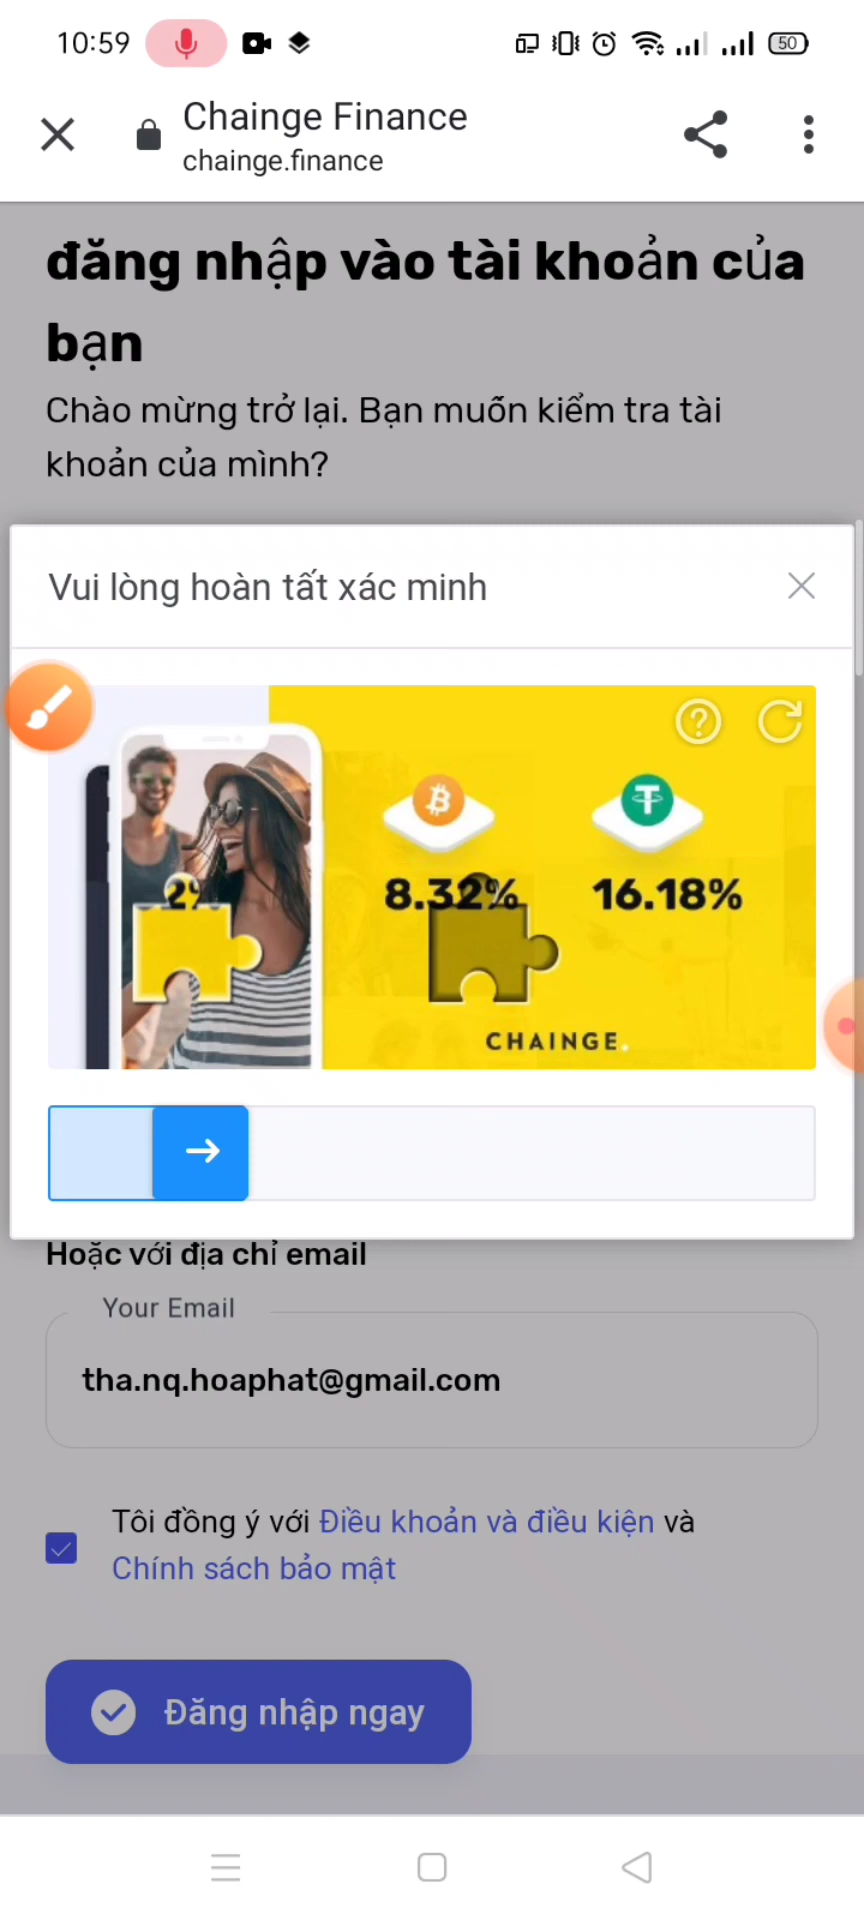 10:59
50
Chainge Finance
chainge.finance
đăng nhập vào tài khoản của
bạn
Chào mừng trở lại. Bạn muốn kiểm tra tài
khoản của mình?
Vui lòng hoàn tất xác minh
8.32%
16.18%
2%
CHAINGE.
Hoặc với địa chỉ email
Your Email
tha.nq.hoaphat@gmail.com
Tôi đồng ý với Điều khoản và điều kiện và
Chính sách bảo mật
Đăng nhập ngay